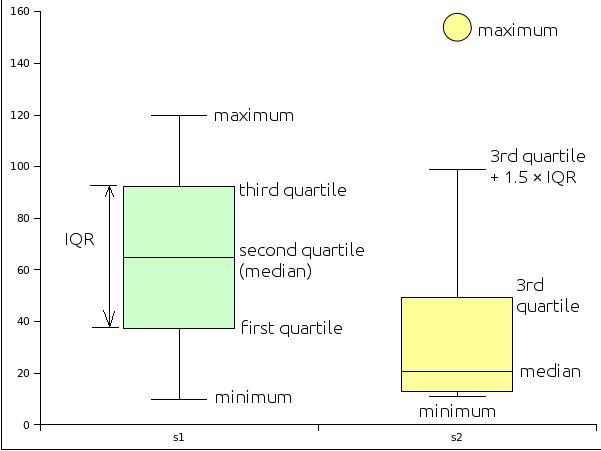 160
140
120
100
80
60
40
20
0
maximum
third quartile
IQR
second quartile
(median)
first quartile
minimum
s1
maximum
3rd quartile
+ 1.5 × IQR
3rd
quartile
median
minimum
s2